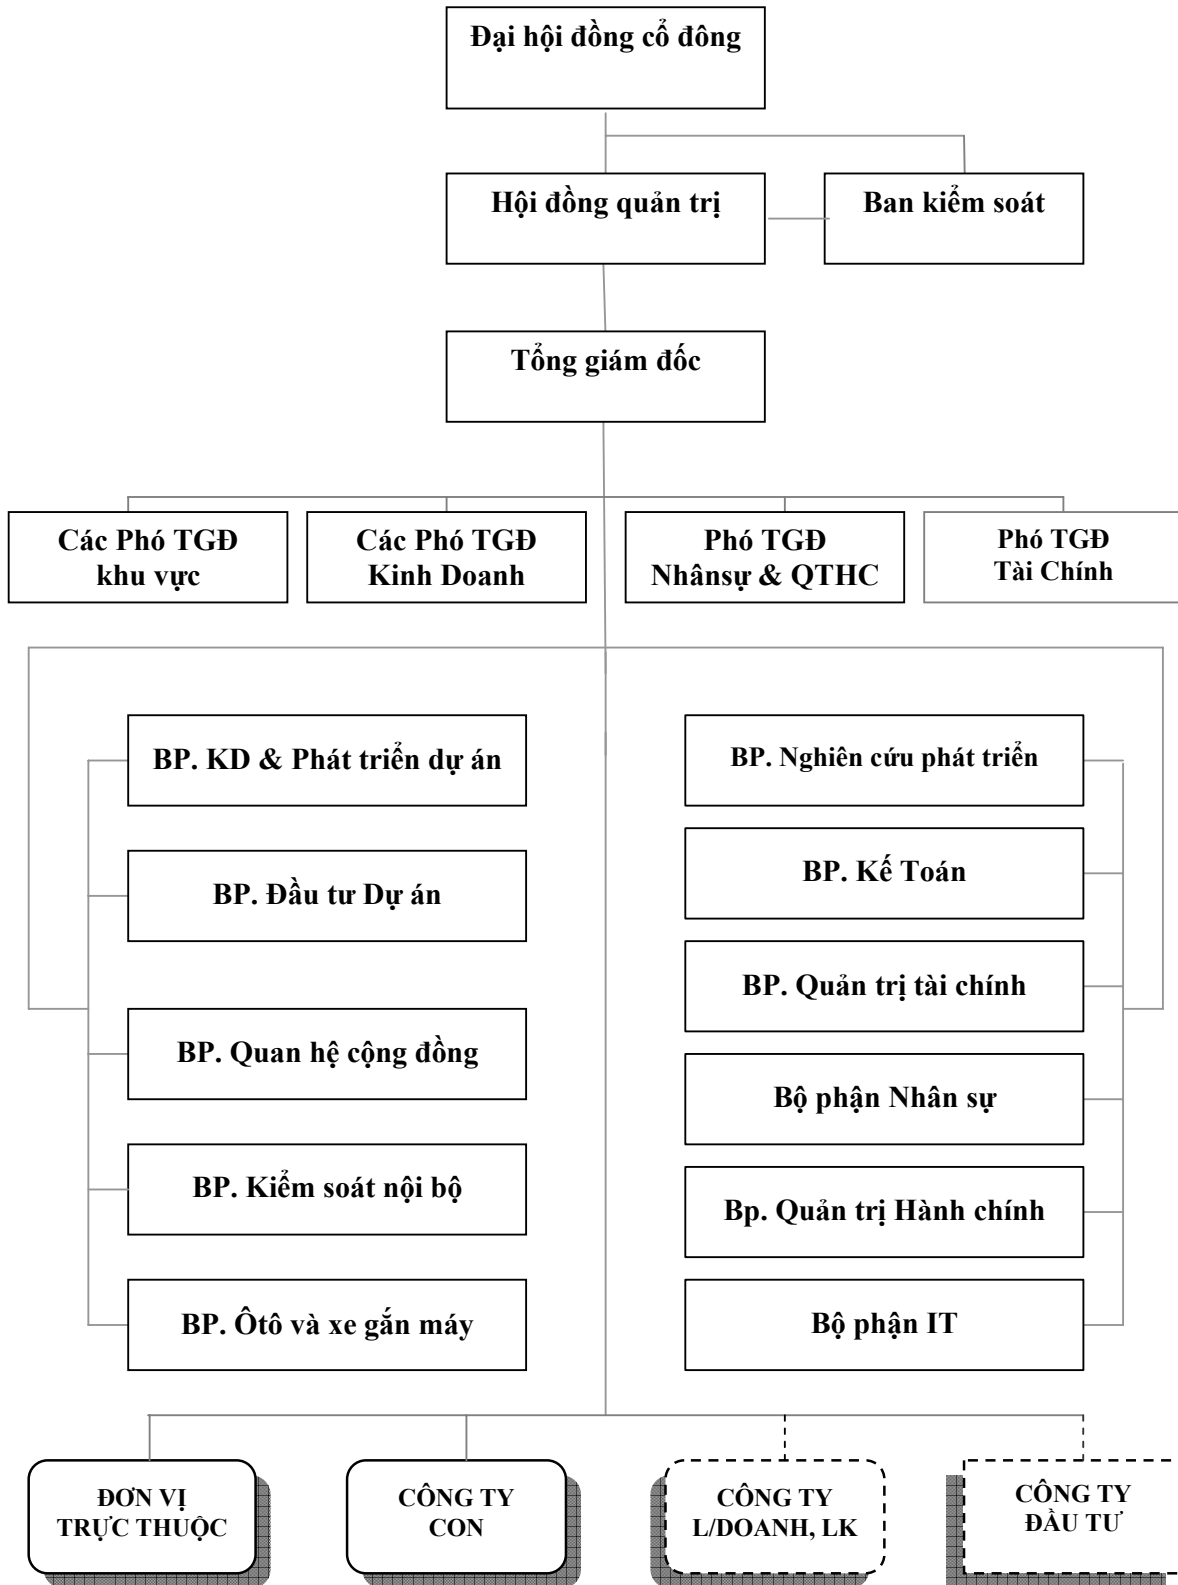 Đại hội đồng cổ đông
Hội đồng quản trị
Ban kiểm soát
Tổng giám đốc
Các Phó TGĐ
khu vực
Các Phó TGĐ
Kinh Doanh
Phó TGĐ
Nhânsự & QTHC
Phó TGĐ
Tài Chính
BP. KD & Phát triển dự án
BP. Đầu tư Dự án
BP. Quan hệ cộng đồng
BP. Kiểm soát nội bộ
BP. Ôtô và xe gắn máy
BP. Nghiên cứu phát triển
BP. Kế Toán
BP. Quản trị tài chính
Bộ phận Nhân sự
Bp. Quản trị Hành chính
Bộ phận IT
ĐƠN VỊ
TRỰC THUỘC
CÔNG TY
CON
CÔNG TY
L/DOANH, LK
CÔNG TY
ĐẦU TƯ